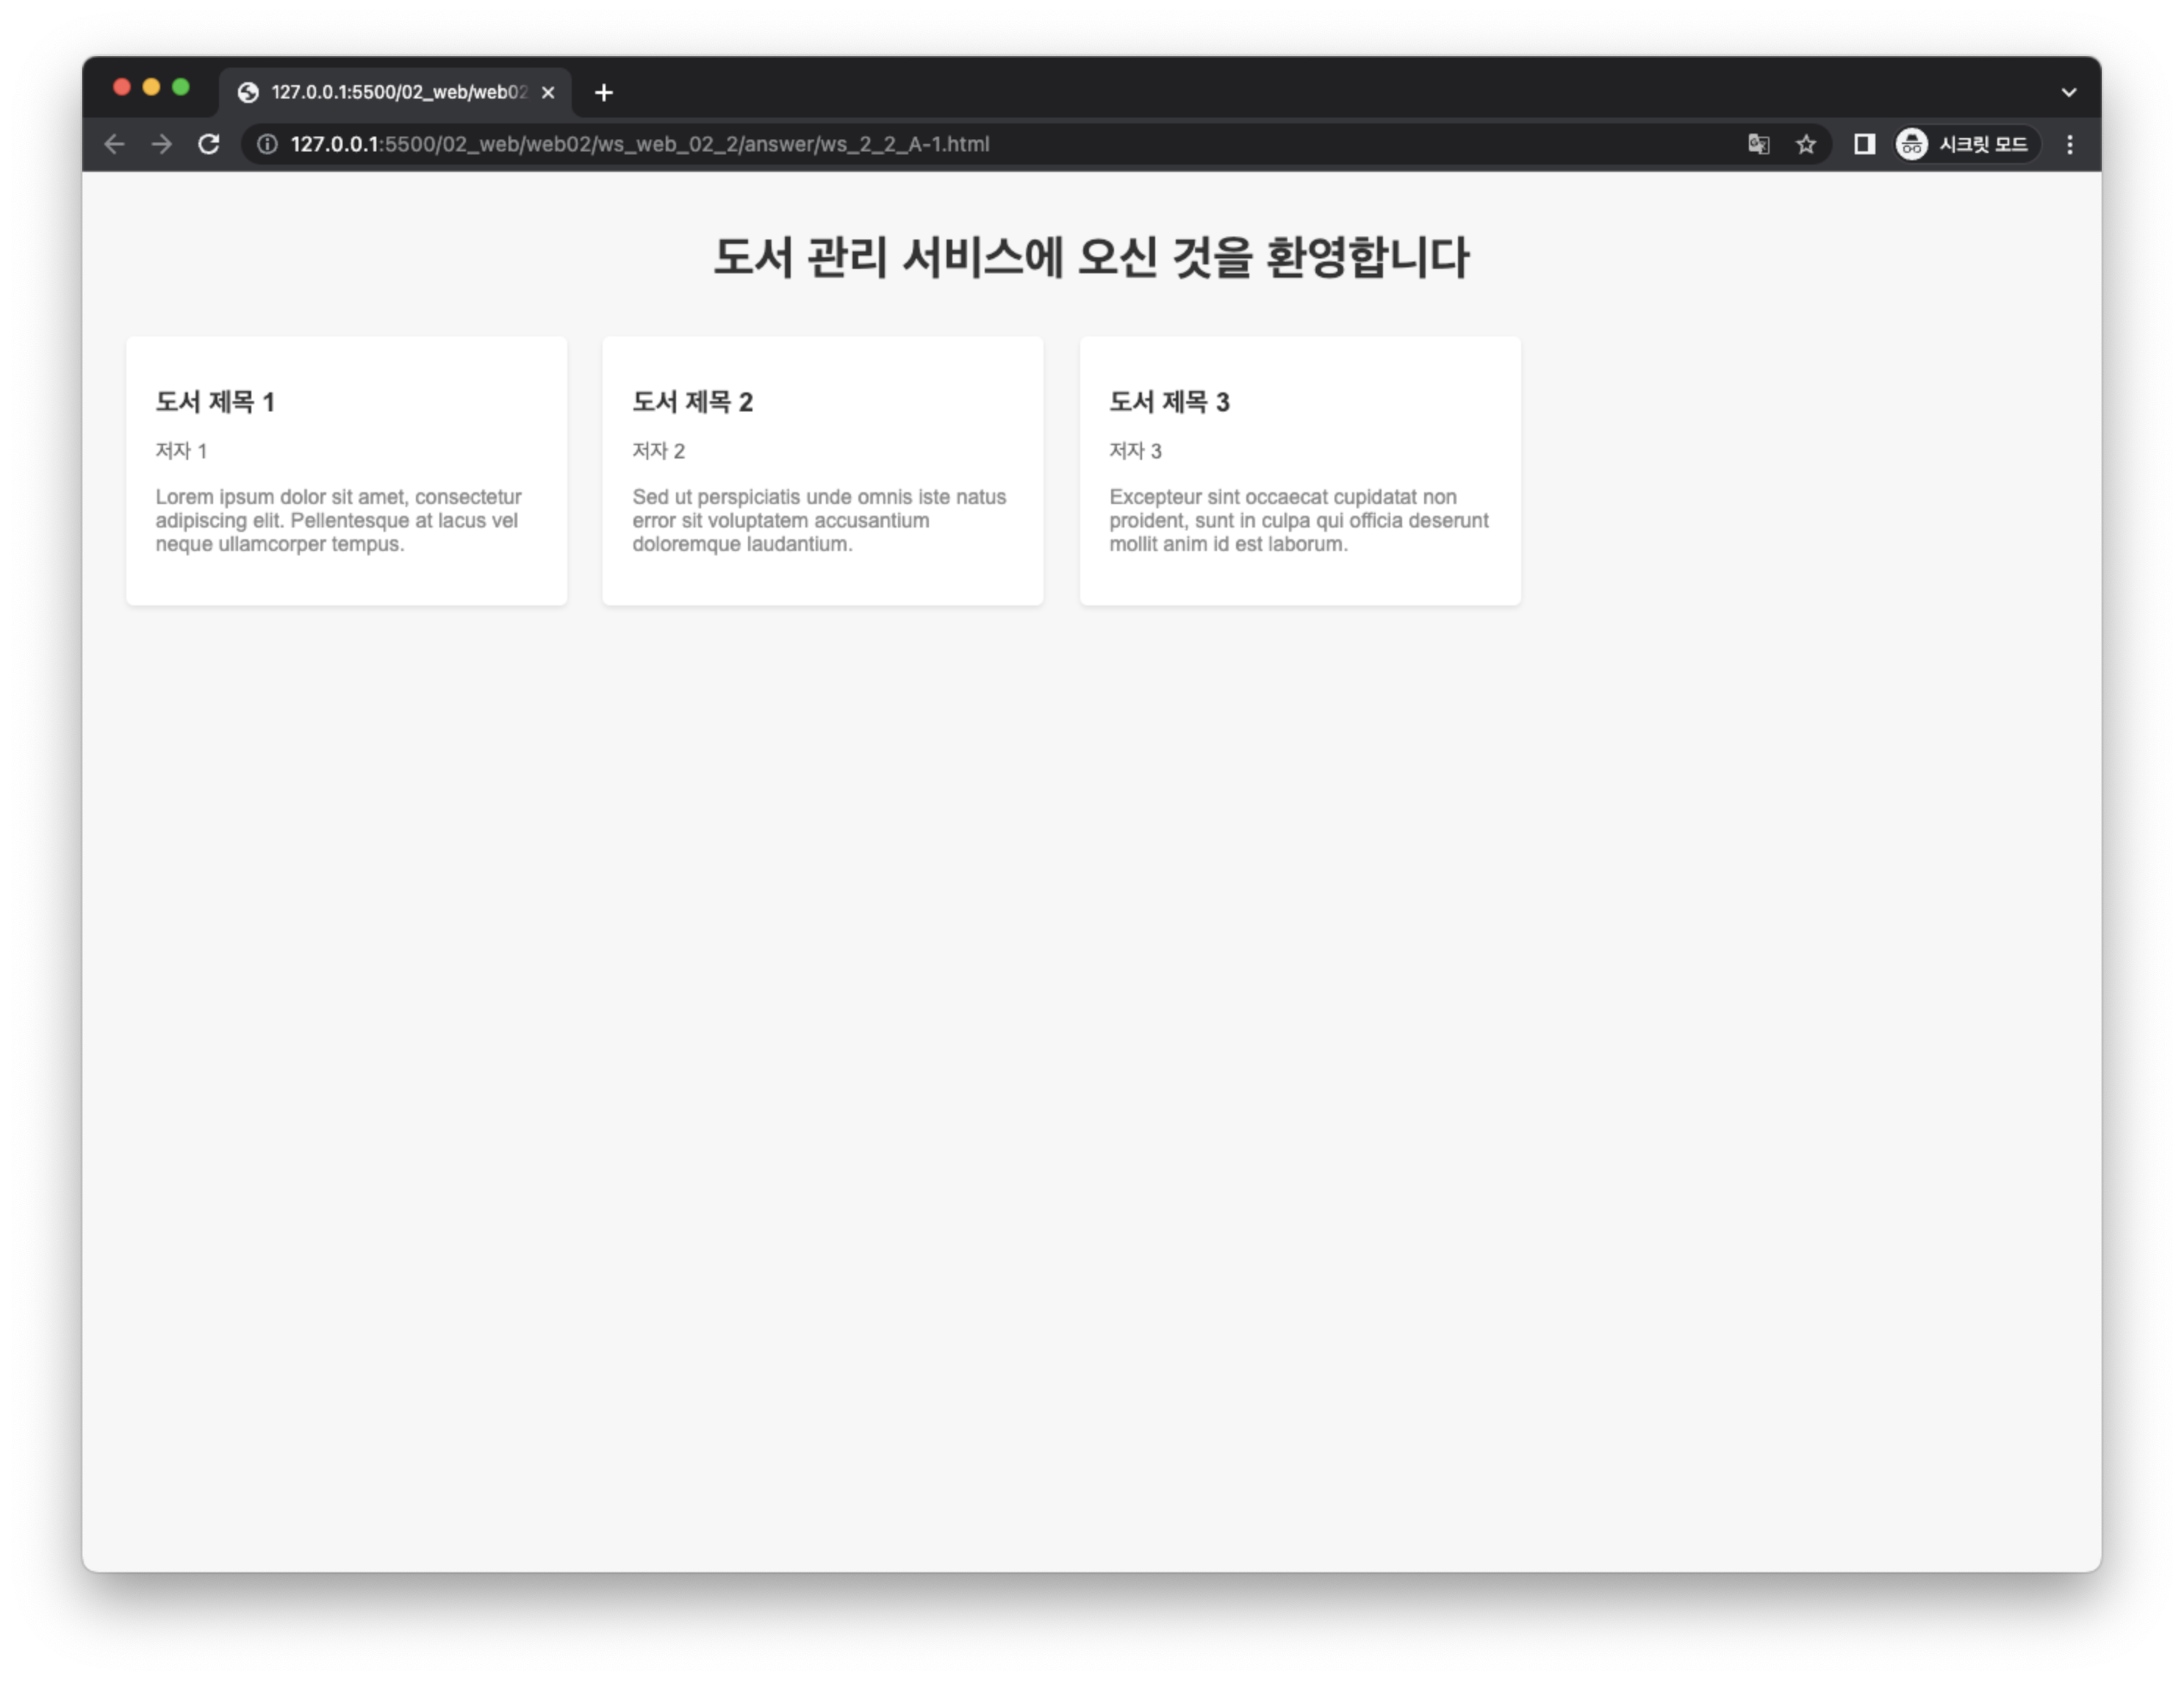 127.0.0.1:5500/02_web/web02
127.0.0.1:5500/02_web/web02/ws_web_02_2/answer/ws_2_2_A-1.html
시크릿 모드
도서 관리 서비스에 오신 것을 환영합니다
도서 제목 1
저자 1
Lorem ipsum dolor sit amet, consectetur
adipiscing elit. Pellentesque at lacus vel
neque ullamcorper tempus.
도서 제목 2
저자 2
Sed ut perspiciatis unde omnis iste natus
error sit voluptatem accusantium
doloremque laudantium.
도서 제목 3
저자 3
Excepteur sint occaecat cupidatat non
proident, sunt in culpa qui officia deserunt
mollit anim id est laborum.